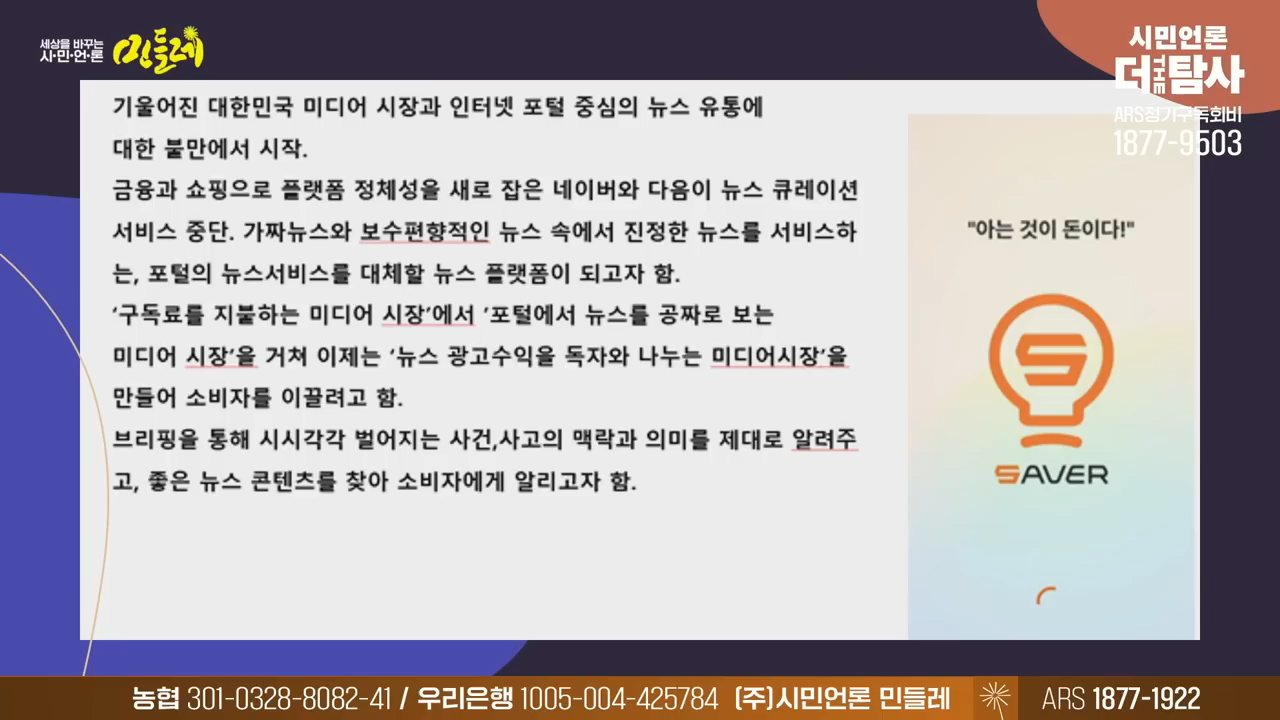 세상을 바꾸는
시·민·언·론
민들레
시민언론
더탐사
THE
ARS정기구독회비
1877-9503
기울어진 대한민국 미디어 시장과 인터넷 포털 중심의 뉴스 유통에
대한 불만에서 시작.
금융과 쇼핑으로 플랫폼 정체성을 새로 잡은 네이버와 다음이 뉴스 큐레이션
서비스 중단. 가짜뉴스와 보수편향적인 뉴스 속에서 진정한 뉴스를 서비스하
는, 포털의 뉴스서비스를 대체할 뉴스 플랫폼이 되고자 함.
‘구독료를 지불하는 미디어 시장’에서 ‘포털에서 뉴스를 공짜로 보는
미디어 시장’을 거쳐 이제는 ‘뉴스 광고수익을 독자와 나누는 미디어시장’을
만들어 소비자를 이끌려고 함.
브리핑을 통해 시시각각 벌어지는 사건,사고의 맥락과 의미를 제대로 알려주
고, 좋은 뉴스 콘텐츠를 찾아 소비자에게 알리고자 함.
"아는 것이 돈이다!"
SAVER
농협 301-0328-8082-41 / 우리은행 1005-004-425784 (주)시민언론 민들레
ARS 1877-1922